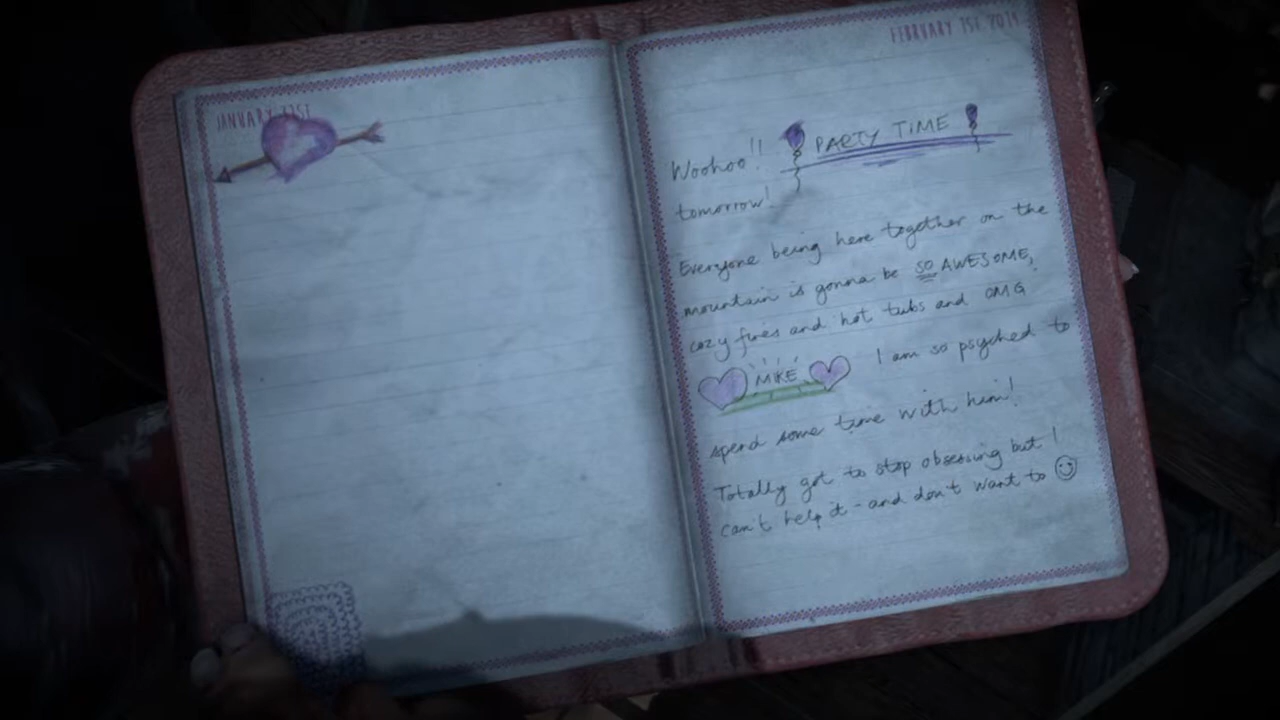 JANUARY 31ST
FEBRUARY 1ST 2014
Woohoo!! PARTY TIME
tomorrow!
Everyone being here together on the
mountain is gonna be SO AWESOME,
cozy fires and hot tubs and OMG
MIKE I am so psyched to
spend some time with him!
Totally got to stop obsessing but I
can't help it - and don't want to